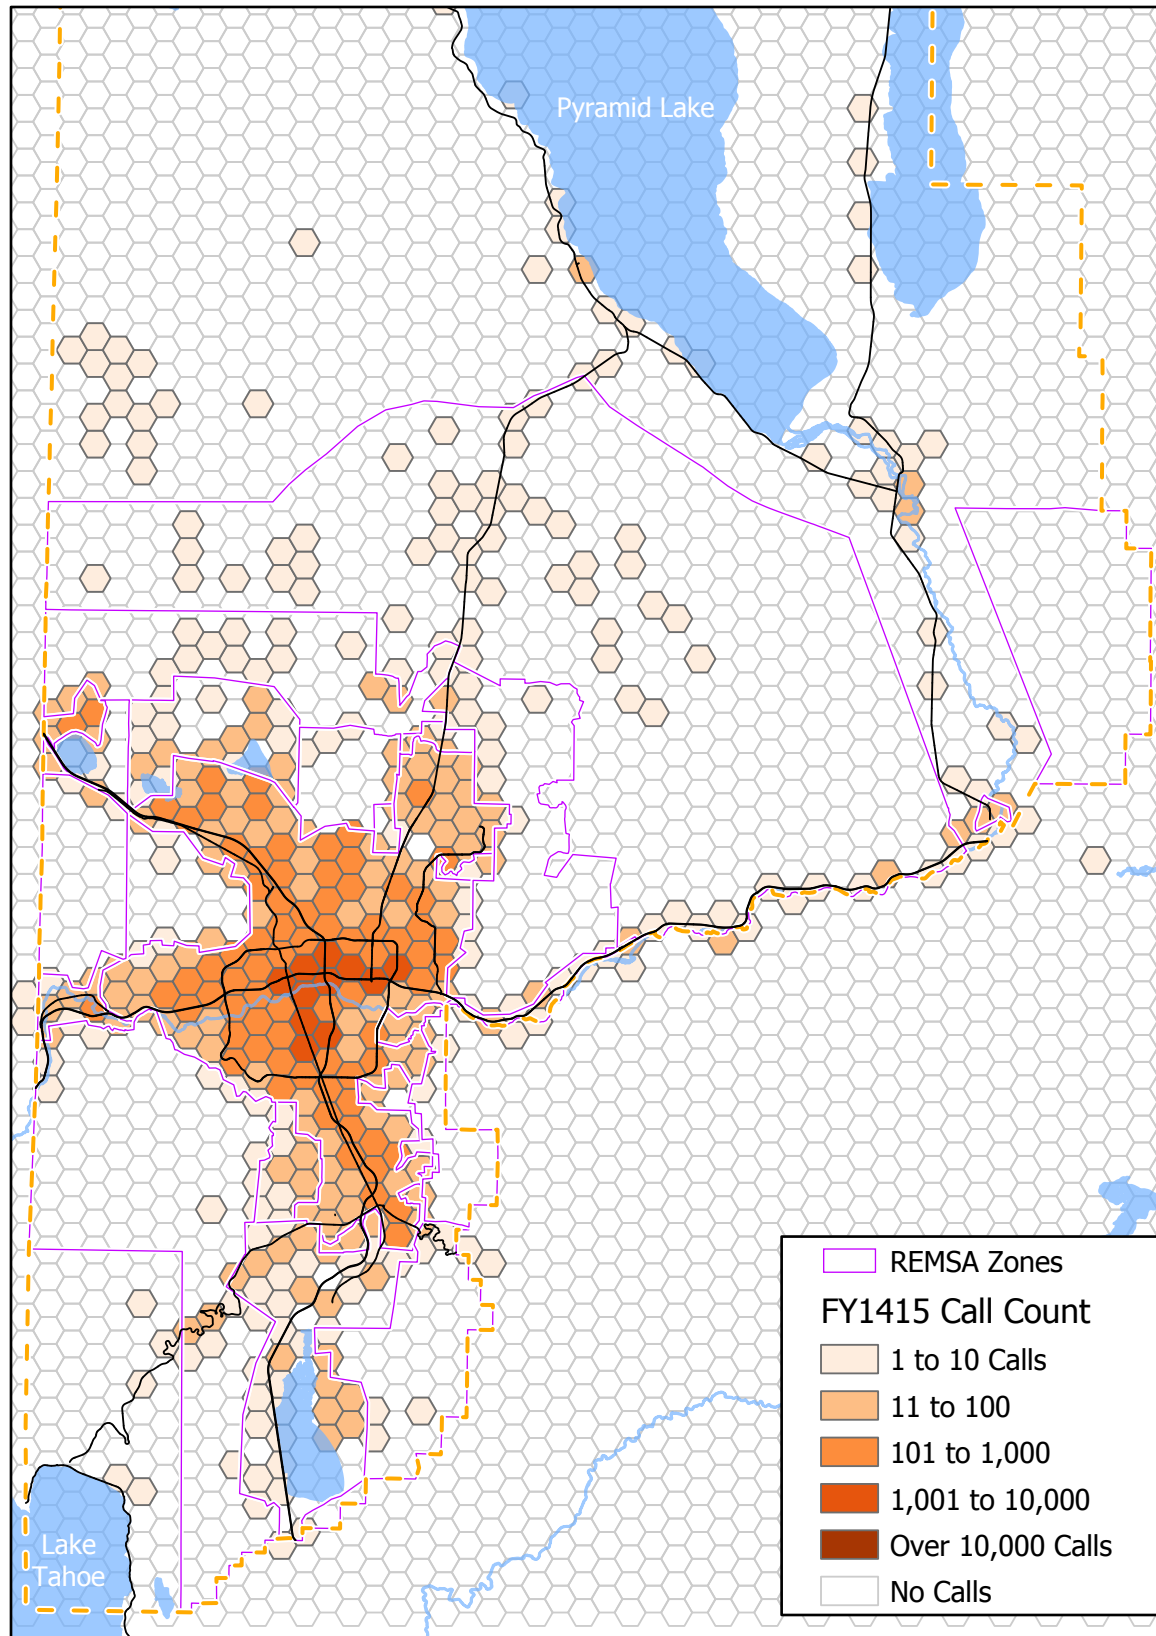 Pyramid Lake
REMSA Zones
FY1415 Call Count
1 to 10 Calls
11 to 100
101 to 1,000
1,001 to 10,000
Over 10,000 Calls
No Calls
Lake
Tahoe